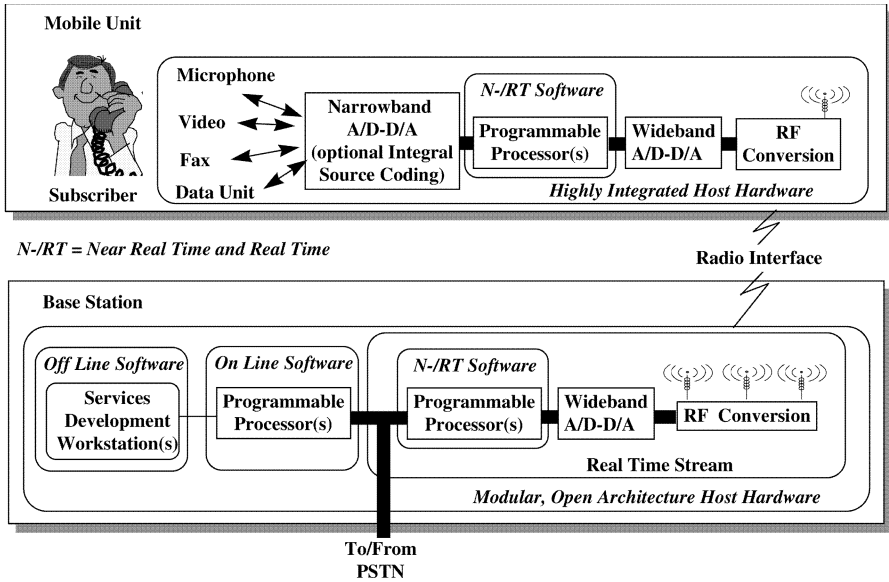 Mobile Unit
Microphone
Video
Fax
Data Unit
Subscriber
Narrowband
A/D-D/A
(optional Integral
Source Coding)
N-/RT Software
Programmable
Processor(s)
Wideband
A/D-D/A
RF
Conversion
Highly Integrated Host Hardware
N-/RT = Near Real Time and Real Time
Radio Interface
Base Station
Off Line Software
Services
Development
Workstation(s)
On Line Software
Programmable
Processor(s)
N-/RT Software
Programmable
Processor(s)
Wideband
A/D-D/A
RF Conversion
Real Time Stream
Modular, Open Architecture Host Hardware
To/From
PSTN